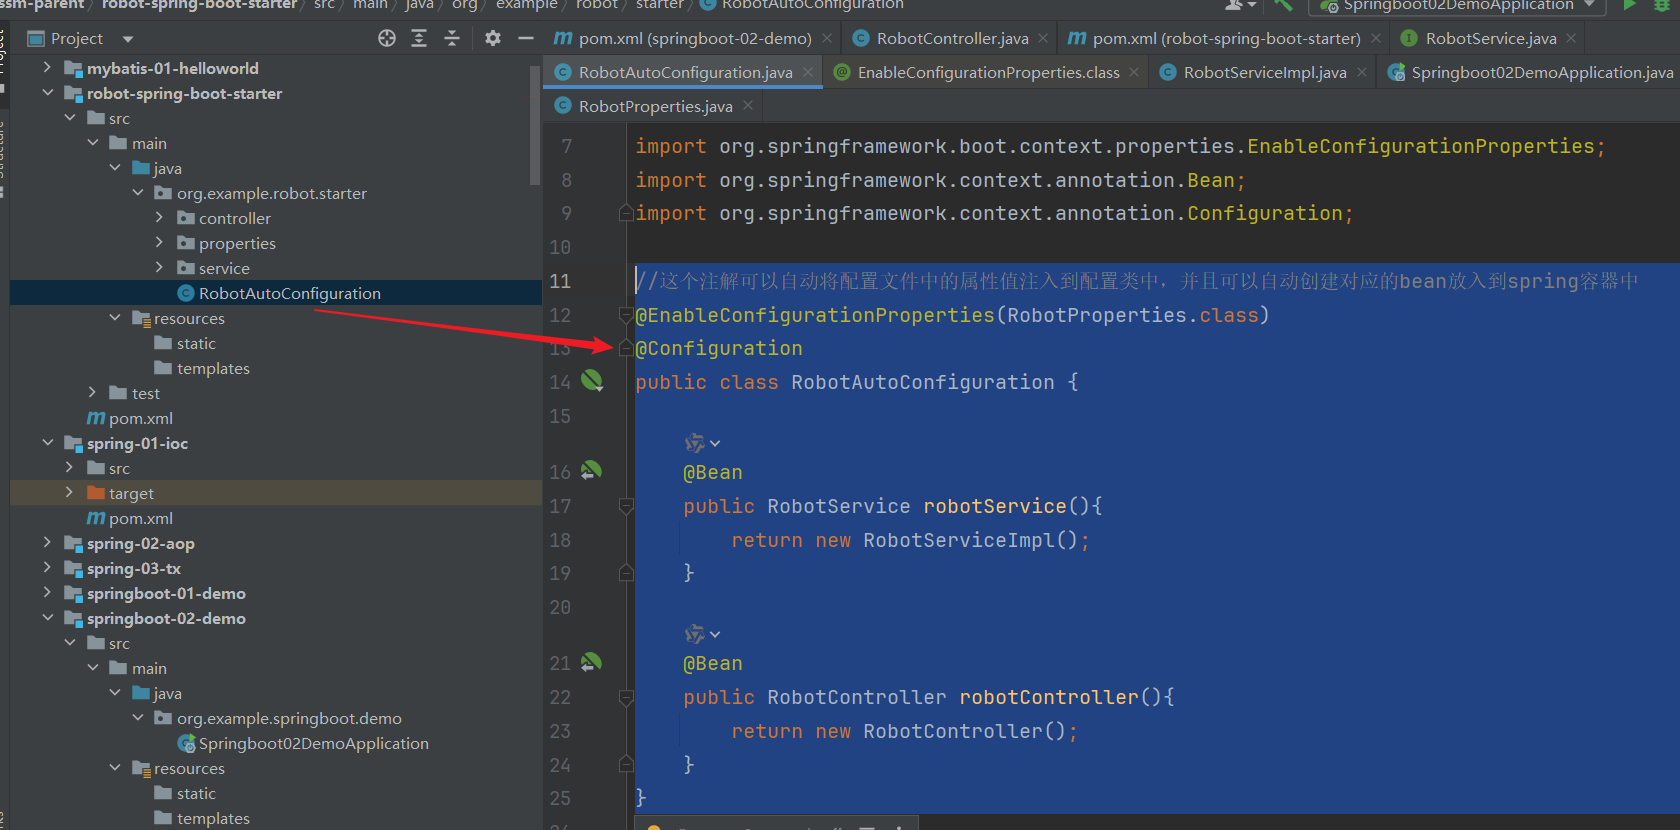 ssm-parent › robot-spring-boot-starter › src › main › java › org › example › robot › starter › RobotAutoConfiguration
Springboot02DemoApplication
Project
pom.xml (springboot-02-demo)
RobotController.java
pom.xml (robot-spring-boot-starter)
RobotService.java
RobotAutoConfiguration.java
EnableConfigurationProperties.class
RobotServiceImpl.java
Springboot02DemoApplication.java
RobotProperties.java
mybatis-01-helloworld
robot-spring-boot-starter
src
main
java
org.example.robot.starter
controller
properties
service
RobotAutoConfiguration
resources
static
templates
test
pom.xml
spring-01-ioc
src
target
pom.xml
spring-02-aop
spring-03-tx
springboot-01-demo
springboot-02-demo
src
main
java
org.example.springboot.demo
Springboot02DemoApplication
resources
static
templates
7 import org.springframework.boot.context.properties.EnableConfigurationProperties;
8 import org.springframework.context.annotation.Bean;
9 import org.springframework.context.annotation.Configuration;
10
11 //这个注解可以自动将配置文件中的属性值注入到配置类中，并且可以自动创建对应的bean放入到spring容器中
12 @EnableConfigurationProperties(RobotProperties.class)
13 @Configuration
14 public class RobotAutoConfiguration {
15
16 @Bean
17 public RobotService robotService(){
18 return new RobotServiceImpl();
19 }
20
21 @Bean
22 public RobotController robotController(){
23 return new RobotController();
24 }
25 }